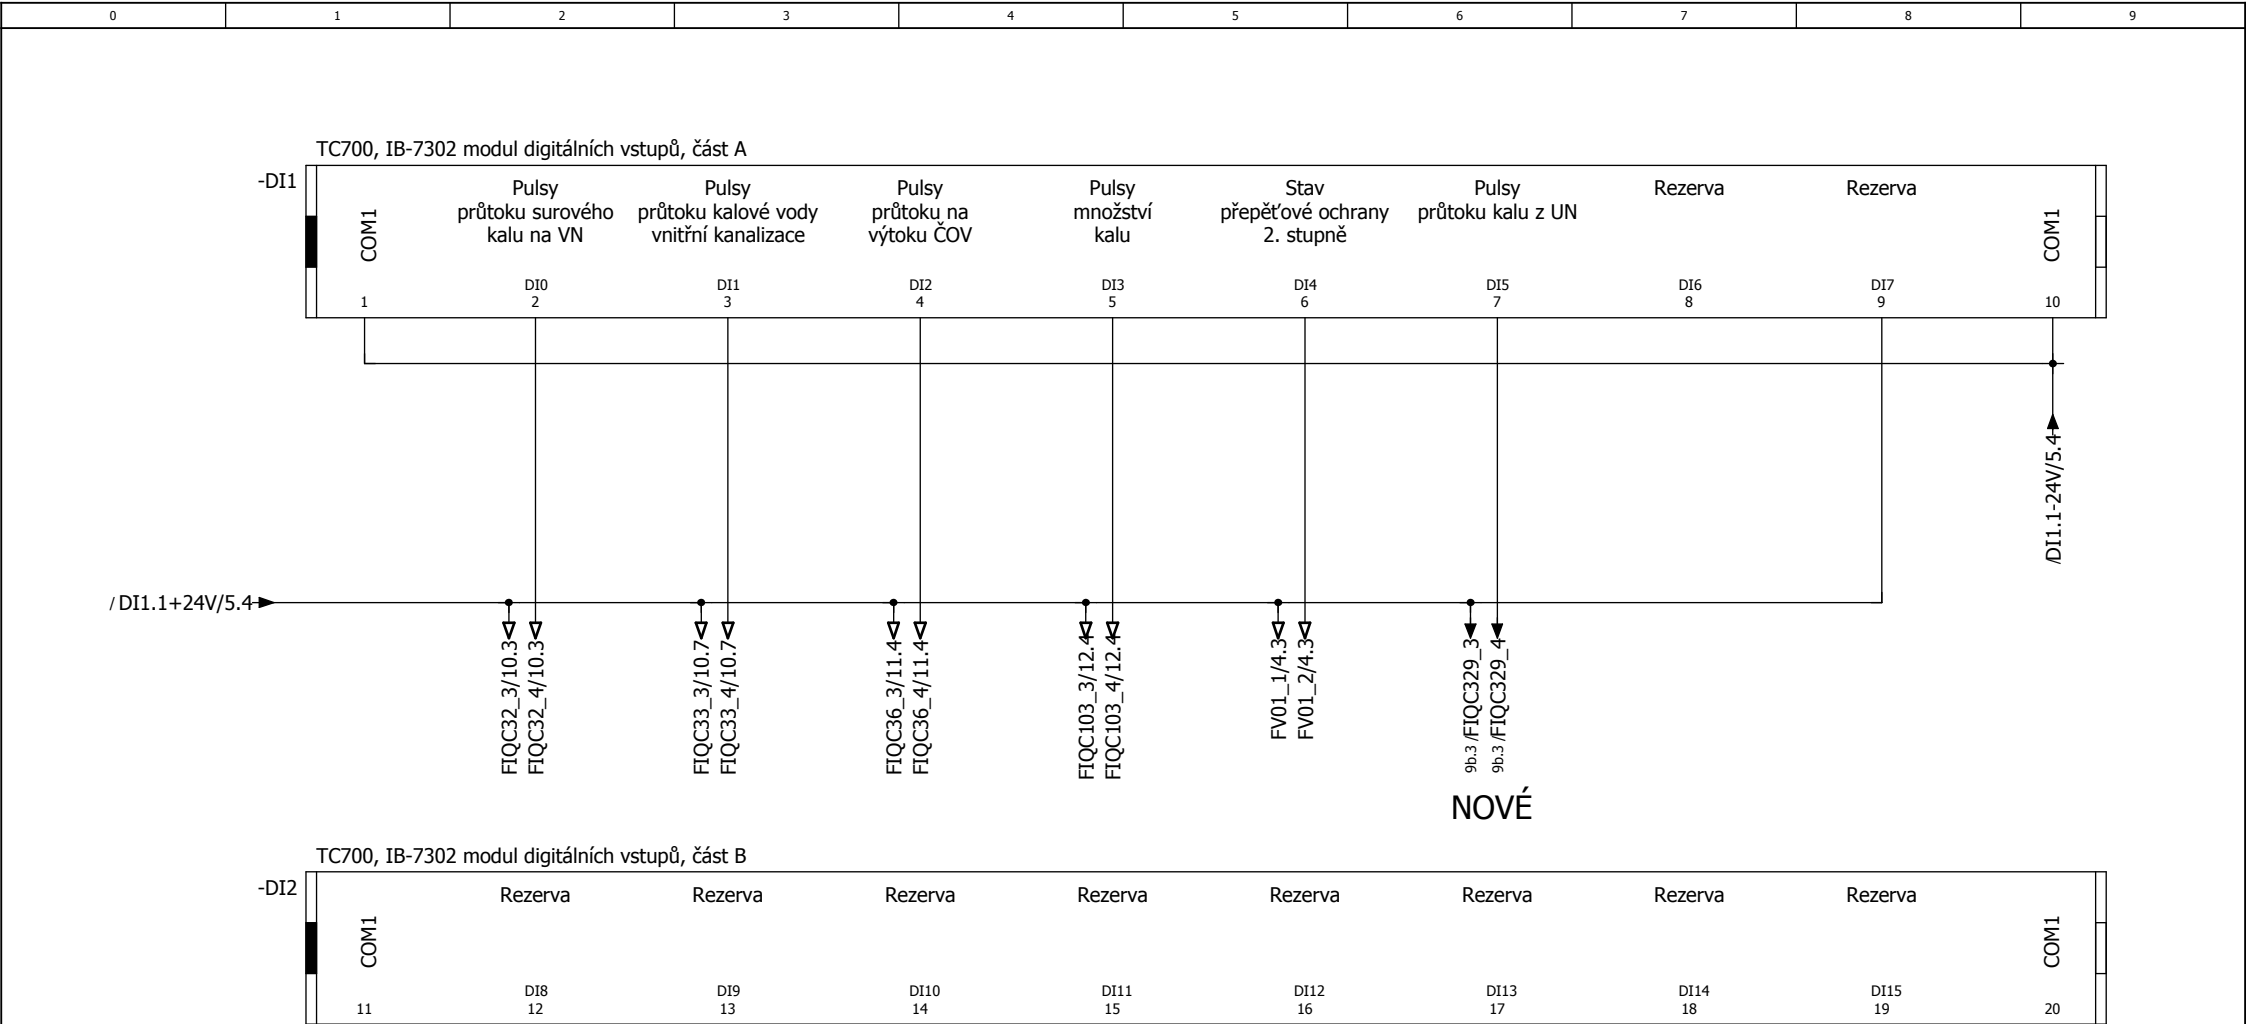 0 1 2 3 4 5 6 7 8 9
TC700, IB-7302 modul digitálních vstupů, část A
-DI1
COM1
Pulsy
průtoku surového
kalu na VN
Pulsy
průtoku kalové vody
vnitřní kanalizace
Pulsy
průtoku na
výtoku ČOV
Pulsy
množství
kalu
Stav
přepěťové ochrany
2. stupně
Pulsy
průtoku kalu z UN
Rezerva
Rezerva
COM1
DI0 DI1 DI2 DI3 DI4 DI5 DI6 DI7
1 2 3 4 5 6 7 8 9 10
/DI1.1-24V/5.4
/DI1.1+24V/5.4
FIQC32_3/10.3
FIQC32_4/10.3
FIQC33_3/10.7
FIQC33_4/10.7
FIQC36_3/11.4
FIQC36_4/11.4
FIQC103_3/12.4
FIQC103_4/12.4
FV01_1/4.3
FV01_2/4.3
9b.3 /FIQC329_3
9b.3 /FIQC329_4
NOVÉ
TC700, IB-7302 modul digitálních vstupů, část B
-DI2
COM1
Rezerva Rezerva Rezerva Rezerva Rezerva Rezerva Rezerva Rezerva
COM1
DI8 DI9 DI10 DI11 DI12 DI13 DI14 DI15
11 12 13 14 15 16 17 18 19 20